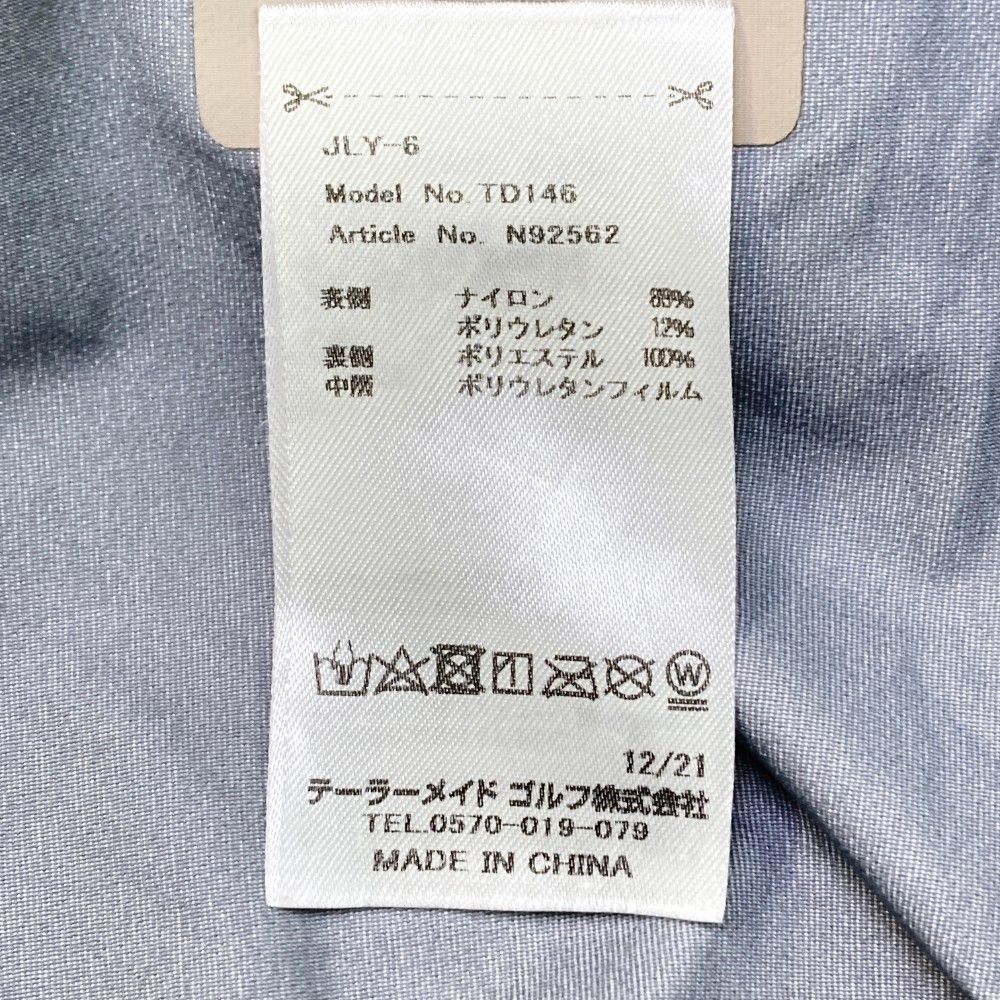 JLY-6
Model No. TD146
Article No. N92562
表側 ナイロン 88%
ポリウレタン 12%
裏側 ポリエステル 100%
中層 ポリウレタンフィルム
W
12/21
テーラーメイド ゴルフ株式会社
TEL.0570-019-079
MADE IN CHINA